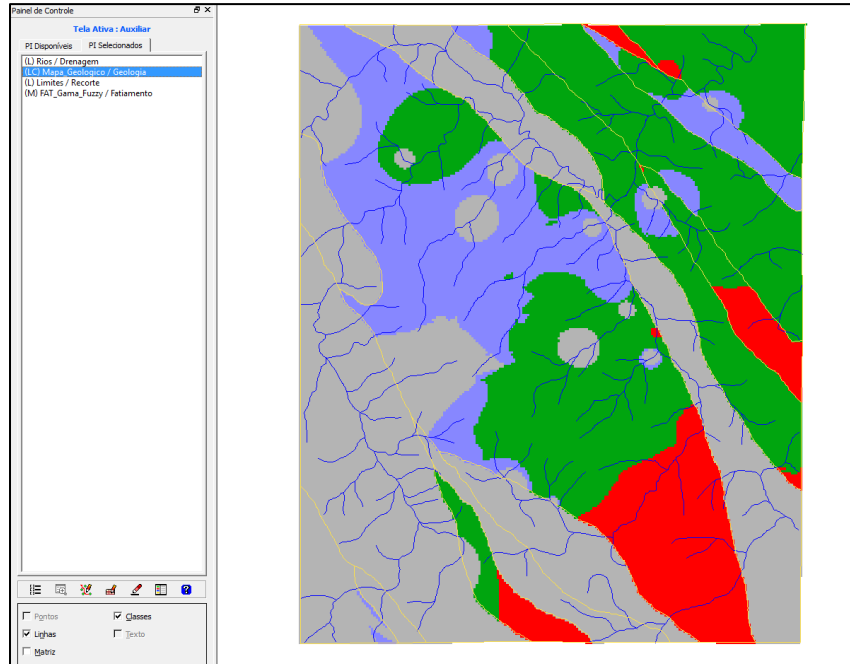 Painel de Controle
Tela Ativa : Auxiliar
PI Disponíveis PI Selecionados
(L) Rios / Drenagem
(LC) Mapa_Geologico / Geologia
(L) Limites / Recorte
(M) FAT_Gama_Fuzzy / Fatiamento
Pontos Classes
Linhas Texto
Matriz